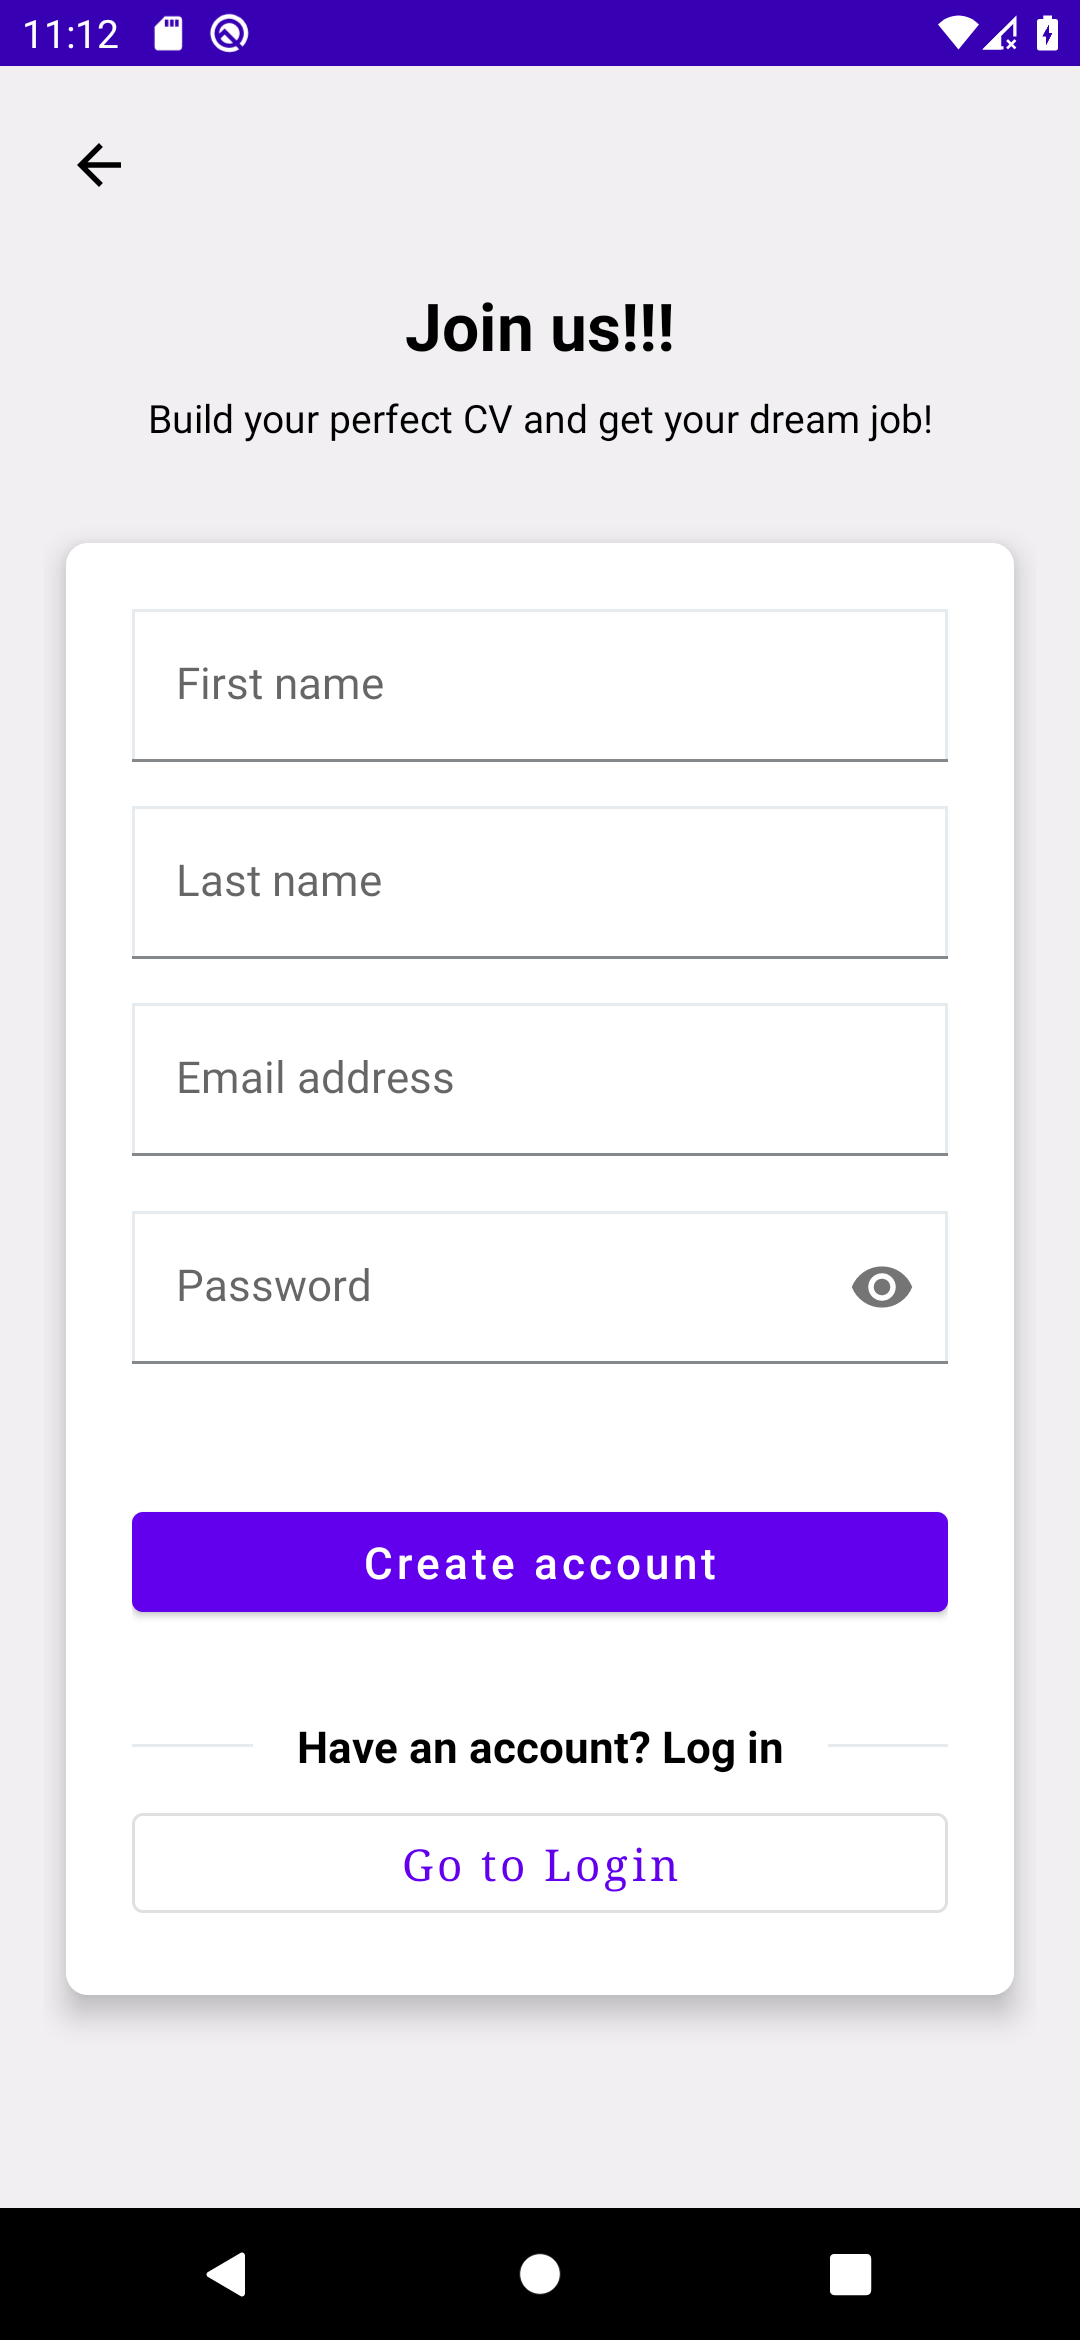 11:12
Join us!!!
Build your perfect CV and get your dream job!
First name
Last name
Email address
Password
Create account
Have an account? Log in
Go to Login